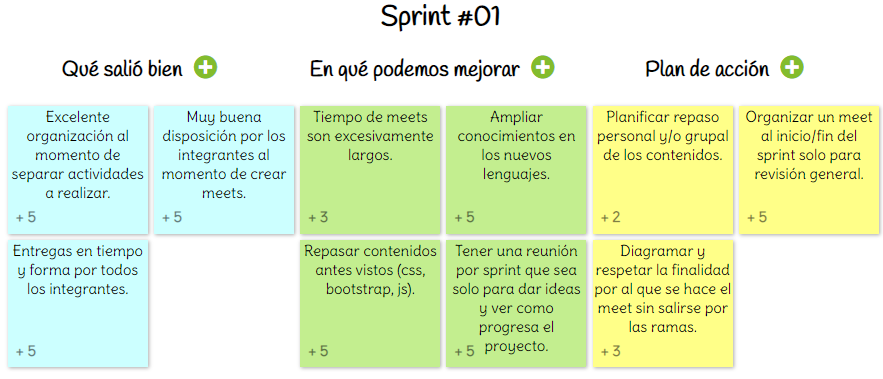 Sprint #01
Qué salió bien
En qué podemos mejorar
Plan de acción
Excelente
organización al
momento de
separar actividades
a realizar.
+ 5
Muy buena
disposición por los
integrantes al
momento de crear
meets.
+ 5
Tiempo de meets
son excesivamente
largos.
+ 3
Ampliar
conocimientos en
los nuevos
lenguajes.
+ 5
Planificar repaso
personal y/o grupal
de los contenidos.
+ 2
Organizar un meet
al inicio/fin del
sprint solo para
revisión general.
+ 5
Entregas en tiempo
y forma por todos
los integrantes.
+ 5
Repasar contenidos
antes vistos (css,
bootstrap, js).
+ 5
Tener una reunión
por sprint que sea
solo para dar ideas
y ver como
progresa el
proyecto.
+ 5
Diagramar y
respetar la finalidad
por al que se hace el
meet sin salirse por
las ramas.
+ 3